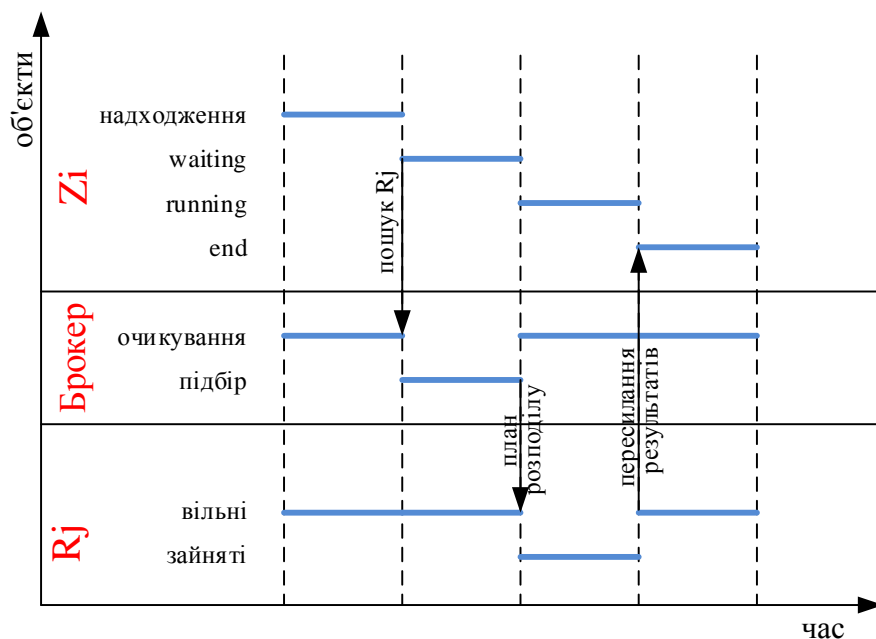 об'єкти
Zi
надходження
waiting
running
end
пошук Rj
Брокер
очикування
підбір
план
розподілу
пересилання
результатів
Rj
вільні
зайняті
час